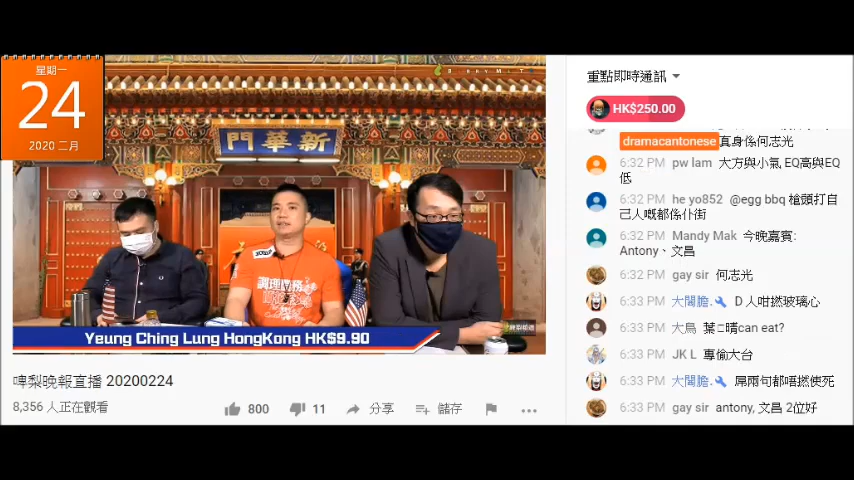 星期一
24
2020 二月
門華新
調理農務
Yeung Ching Lung HongKong HK$9.90
啤梨晚報直播 20200224
8,356 人正在觀看
800
11
分享
儲存
重點即時通訊
HK$250.00
dramacantonese 真身係何志光
6:32 PM pw lam 大方與小氣, EQ高與EQ
低
6:32 PM he yo852 @egg bbq 槍頭打自
己人嘅都係仆街
6:32 PM Mandy Mak 今晚嘉賓:
Antony、文昌
6:32 PM gay sir 何志光
6:33 PM 大閘膽. D 人咁撚玻璃心
6:33 PM 大鳥 葉□晴can eat?
6:33 PM JK L 專偷大台
6:33 PM 大閘膽. 屌兩句都唔撚使死
6:33 PM gay sir antony, 文昌 2位好